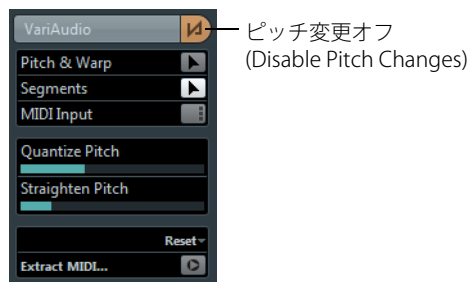 VariAudio
ピッチ変更オフ
(Disable Pitch Changes)
Pitch & Warp
Segments
MIDI Input
Quantize Pitch
Straighten Pitch
Reset
Extract MIDI...